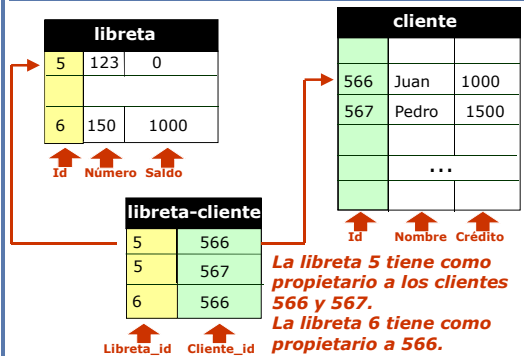 libreta
5 123 0
6 150 1000
Id Número Saldo
cliente
566 Juan 1000
567 Pedro 1500
...
Id Nombre Crédito
libreta-cliente
5 566
5 567
6 566
Libreta_id Cliente_id
La libreta 5 tiene como
propietario a los clientes
566 y 567.
La libreta 6 tiene como
propietario a 566.